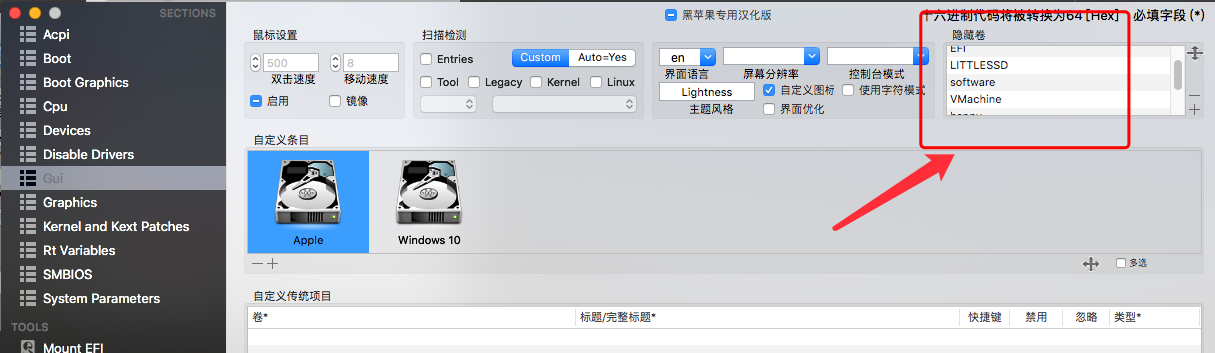 SECTIONS
Acpi
Boot
Boot Graphics
Cpu
Devices
Disable Drivers
Gui
Graphics
Kernel and Kext Patches
Rt Variables
SMBIOS
System Parameters
TOOLS
Mount EFI
黑苹果专用汉化版
十六进制代码将被转换为64 [Hex] 必填字段 (*)
鼠标设置
500
8
双击速度
移动速度
启用
镜像
扫描检测
Entries
Custom
Auto=Yes
Tool
Legacy
Kernel
Linux
en
界面语言
屏幕分辨率
控制台模式
Lightness
自定义图标
使用字符模式
主题风格
界面优化
隐藏卷
EFI
LITTLESSD
software
VMachine
自定义条目
Apple
Windows 10
多选
自定义传统项目
卷*
标题/完整标题*
快捷键
禁用
忽略
类型*